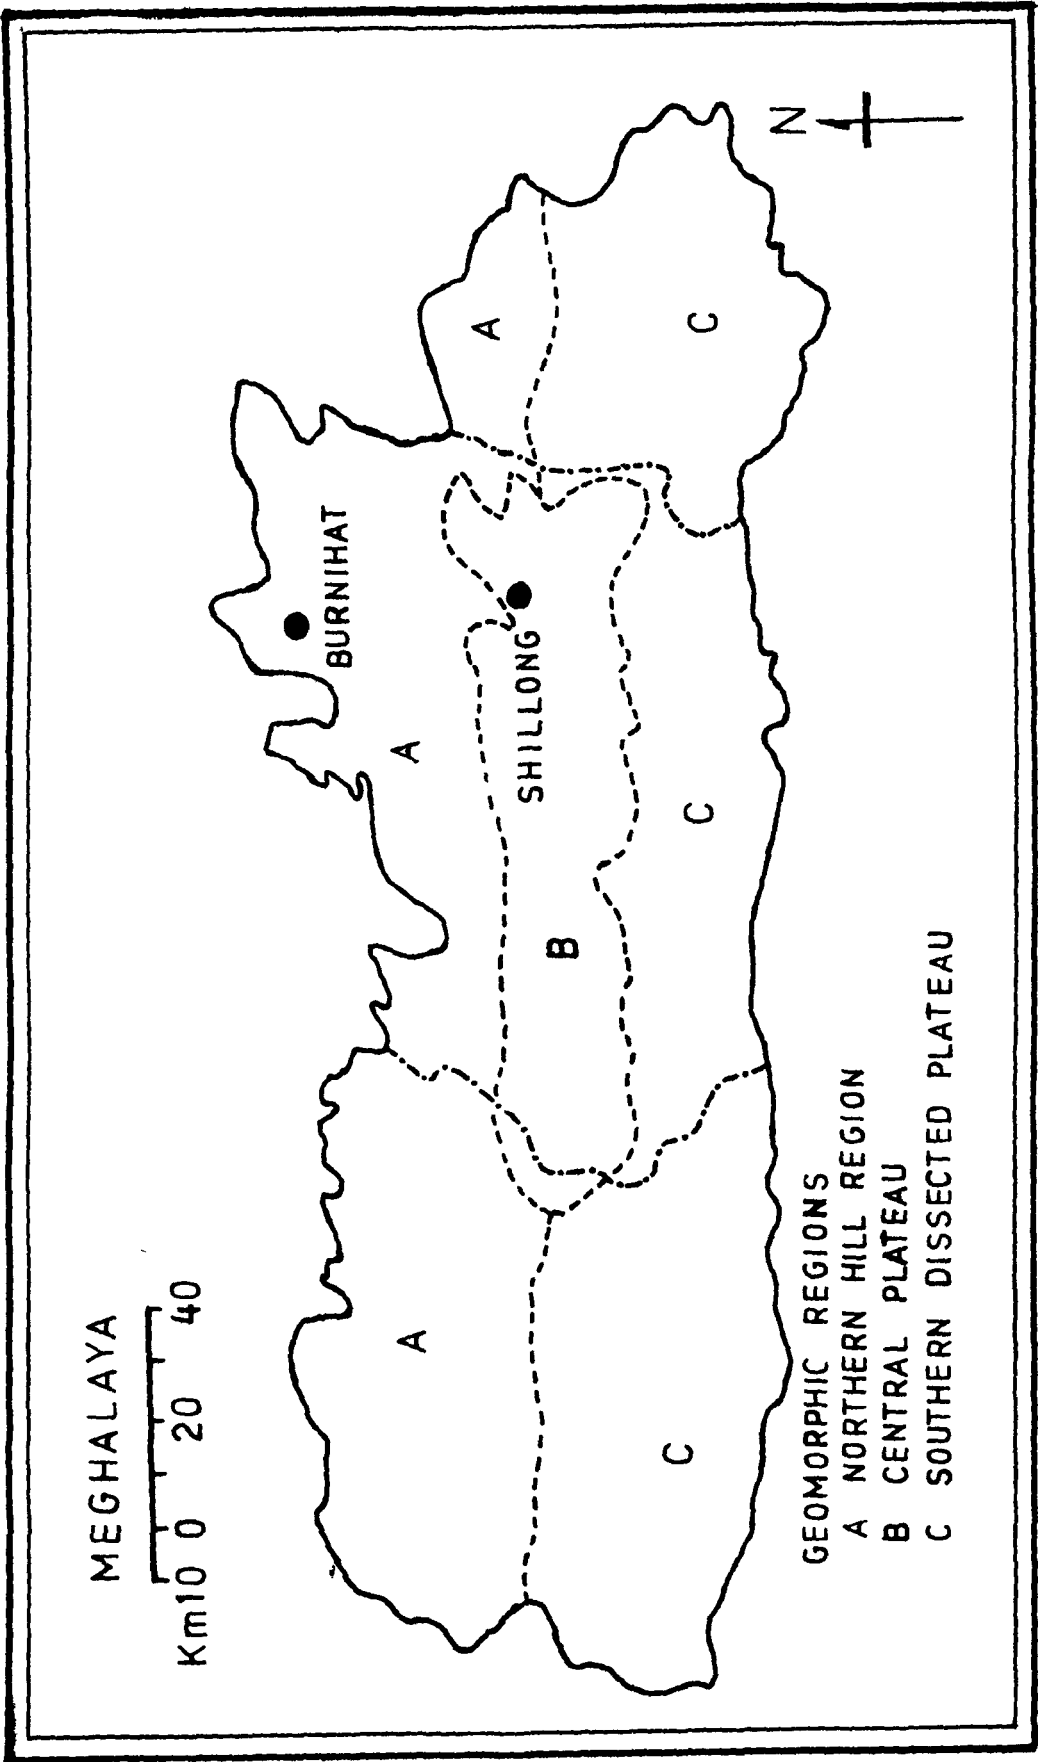 MEGHALAYA
Km10 0 20 40
N
BURNIHAT
A
A
A
SHILLONG
B
C
C
C
GEOMORPHIC REGIONS
A NORTHERN HILL REGION
B CENTRAL PLATEAU
C SOUTHERN DISSECTED PLATEAU